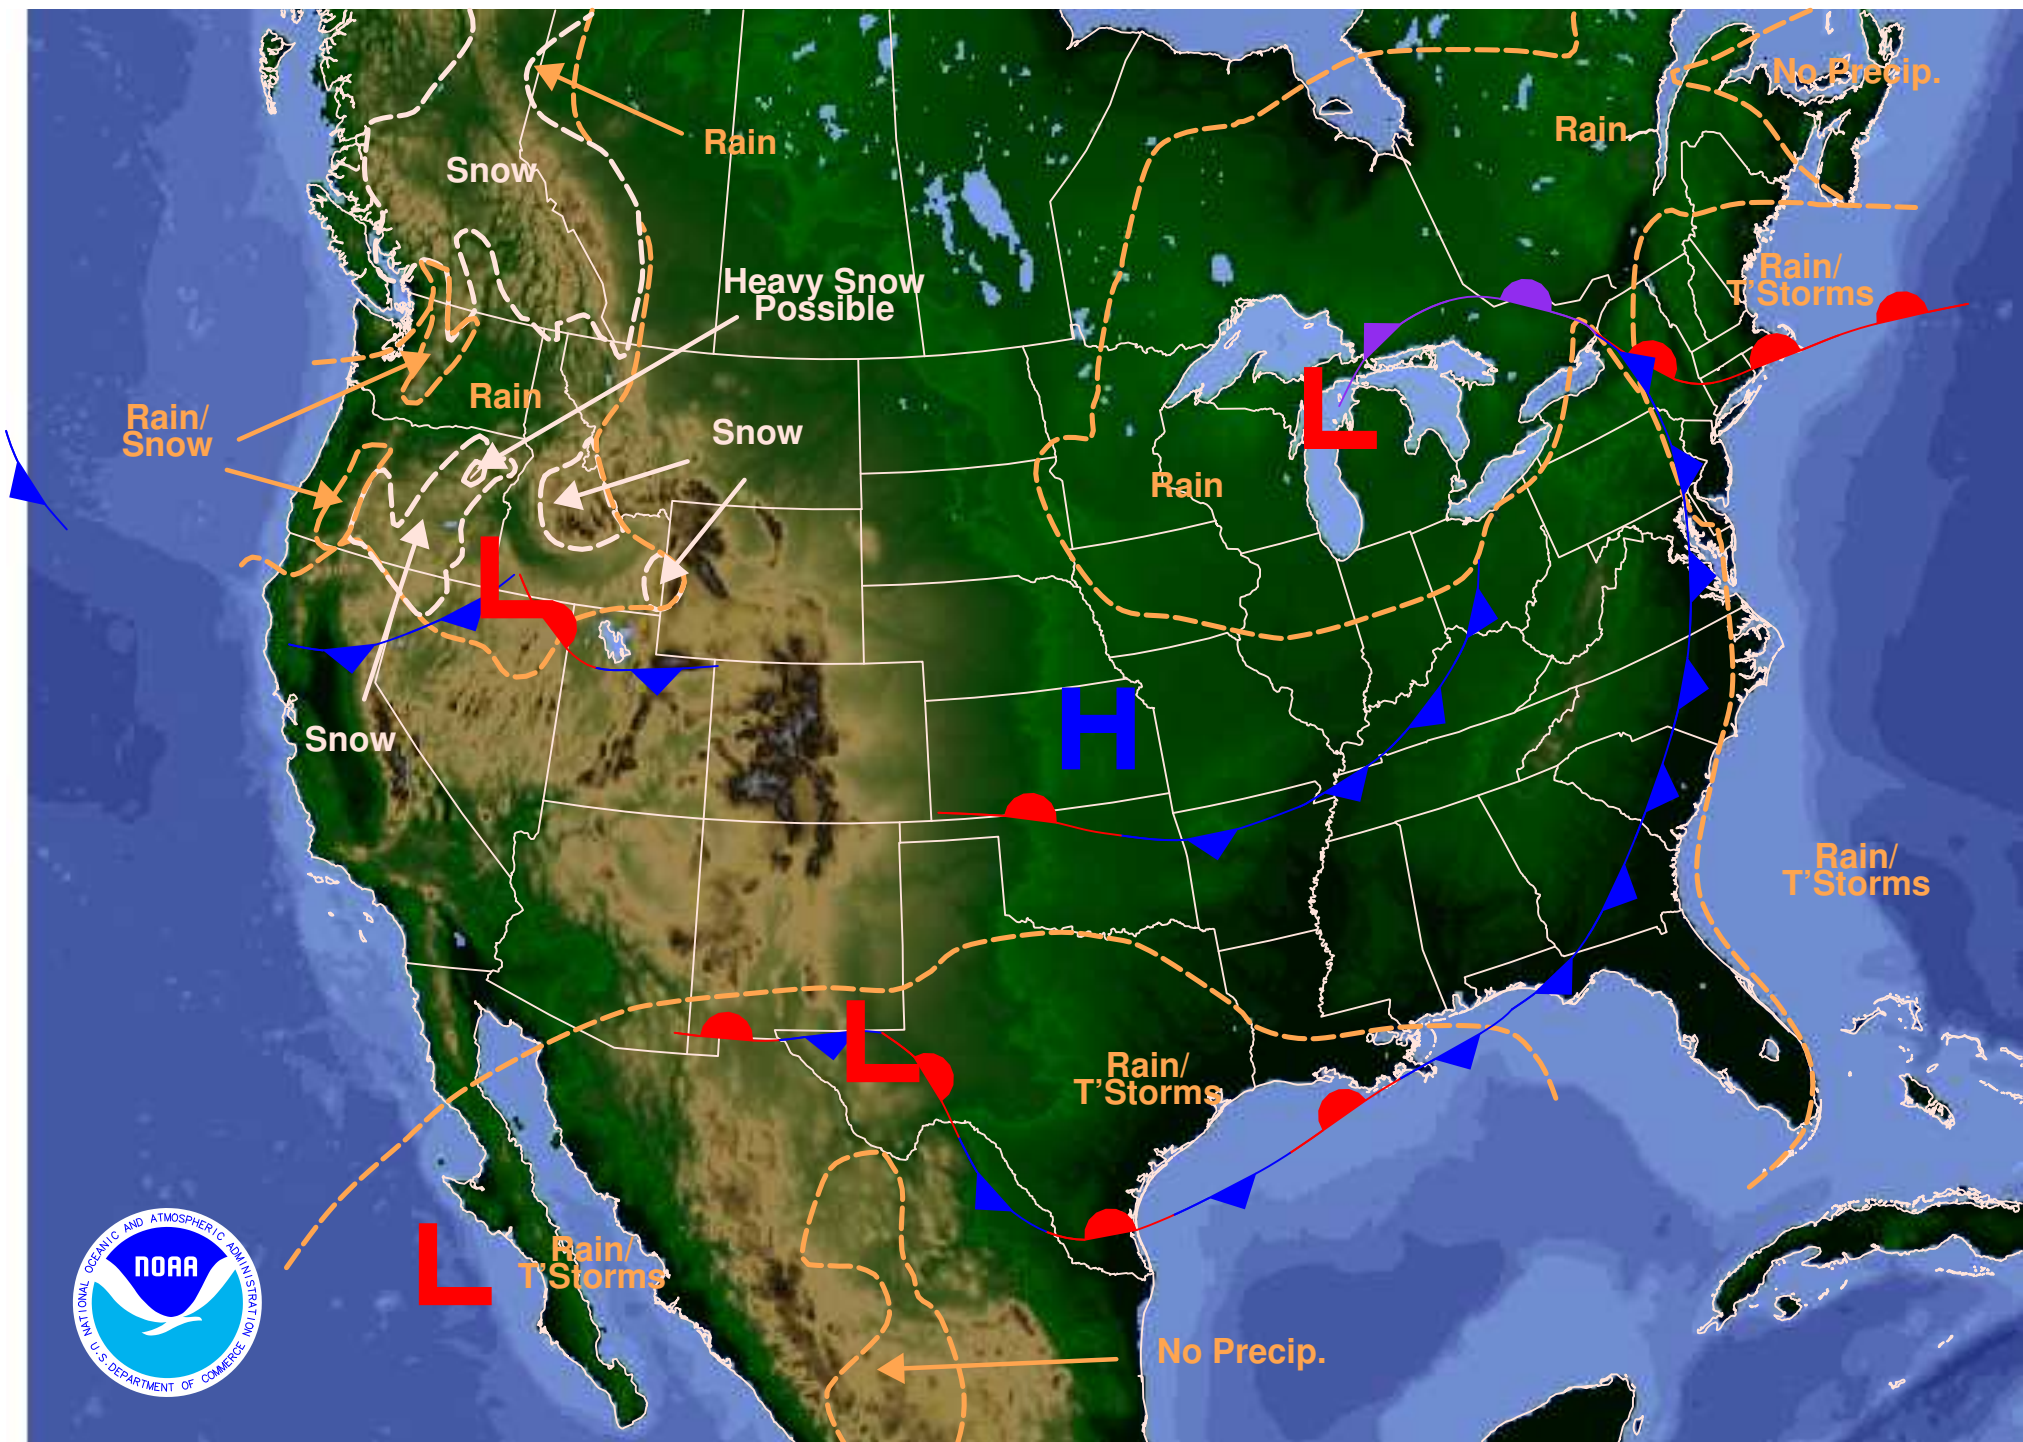 No Precip.
Rain
Rain
Snow
Heavy Snow
Possible
Rain/
T'Storms
Rain
Rain/
Snow
Snow
Rain
L
L
H
Snow
Rain/
T'Storms
L
Rain/
T'Storms
L
Rain/
T'Storms
No Precip.
NATIONAL OCEANIC AND ATMOSPHERIC ADMINISTRATION
NOAA
U.S. DEPARTMENT OF COMMERCE